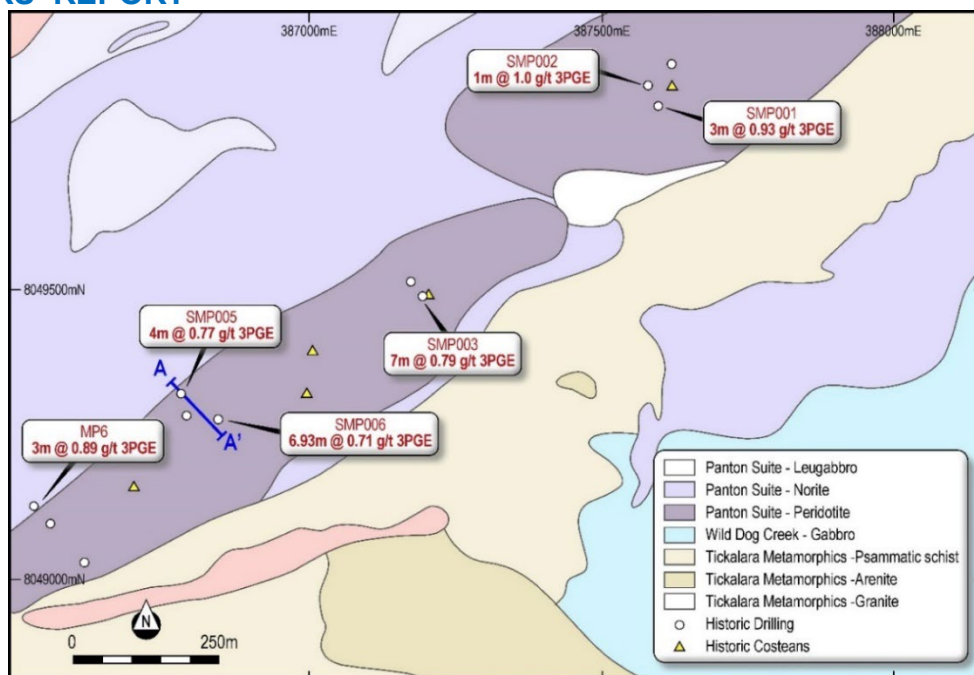 387000mE
387500mE
388000mE
SMP002
1m @ 1.0 g/t 3PGE
SMP001
3m @ 0.93 g/t 3PGE
8049500mN
SMP005
4m @ 0.77 g/t 3PGE
SMP003
7m @ 0.79 g/t 3PGE
A
A'
SMP006
6.93m @ 0.71 g/t 3PGE
MP6
3m @ 0.89 g/t 3PGE
8049000mN
N
0 250m
Panton Suite - Leugabbro
Panton Suite - Norite
Panton Suite - Peridotite
Wild Dog Creek - Gabbro
Tickalara Metamorphics -Psammatic schist
Tickalara Metamorphics -Arenite
Tickalara Metamorphics -Granite
Historic Drilling
Historic Costeans